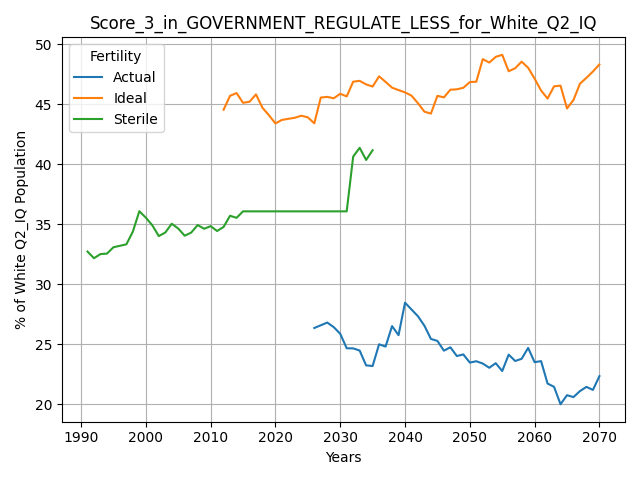 Score_3_in_GOVERNMENT_REGULATE_LESS_for_White_Q2_IQ
Fertility
Actual
Ideal
Sterile
% of White Q2_IQ Population
50
45
40
35
30
25
20
1990 2000 2010 2020 2030 2040 2050 2060 2070
Years